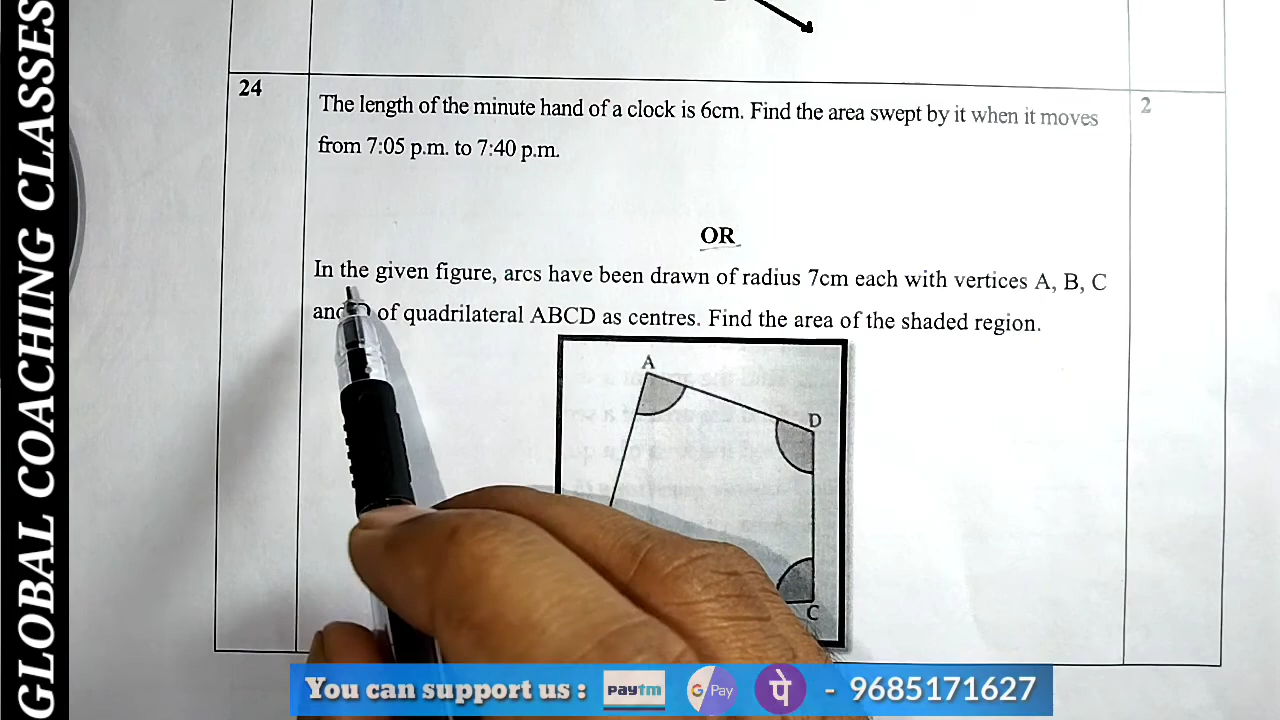 GLOBAL COACHING CLASSES
24
The length of the minute hand of a clock is 6cm. Find the area swept by it when it moves
2
from 7:05 p.m. to 7:40 p.m.
OR
In the given figure, arcs have been drawn of radius 7cm each with vertices A, B, C
and D of quadrilateral ABCD as centres. Find the area of the shaded region.
A
D
C
You can support us : paytm G Pay पे - 9685171627